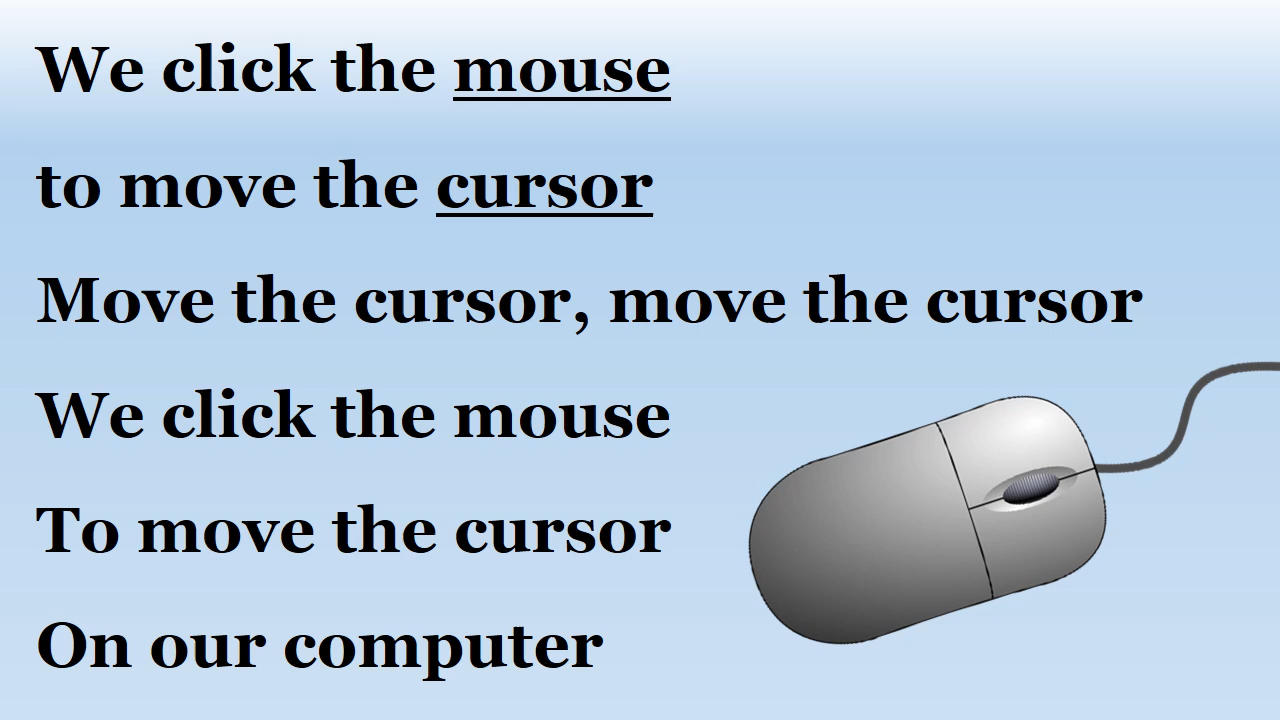 We click the mouse
to move the cursor
Move the cursor, move the cursor
We click the mouse
To move the cursor
On our computer